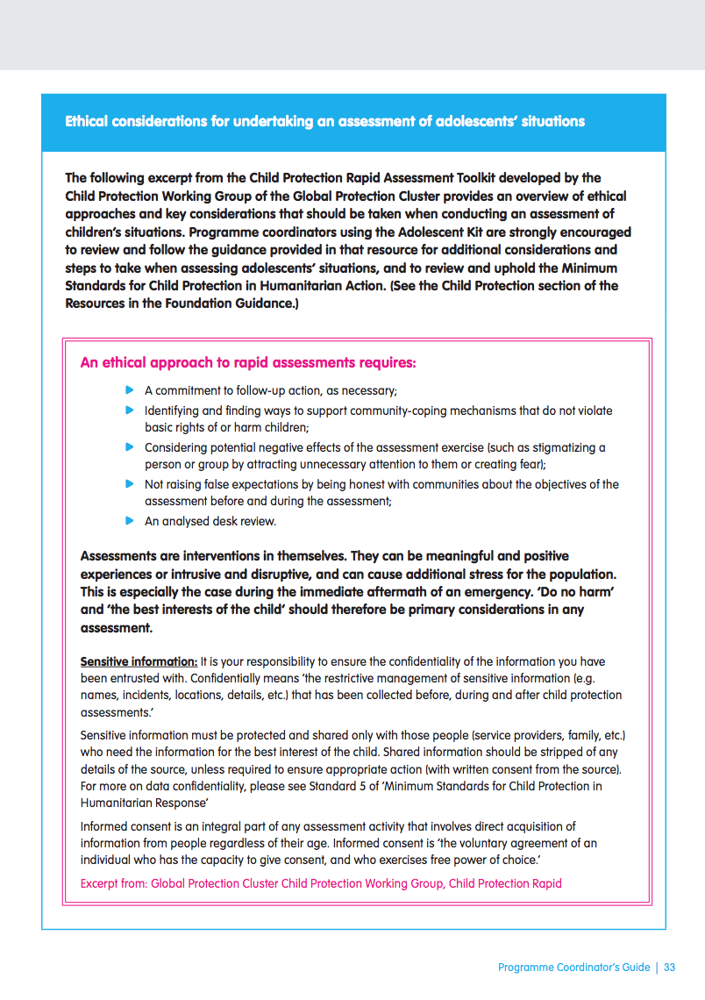 Ethical considerations for undertaking an assessment of adolescents’ situations
The following excerpt from the Child Protection Rapid Assessment Toolkit developed by the
Child Protection Working Group of the Global Protection Cluster provides an overview of ethical
approaches and key considerations that should be taken when conducting an assessment of
children’s situations. Programme coordinators using the Adolescent Kit are strongly encouraged
to review and follow the guidance provided in that resource for additional considerations and
steps to take when assessing adolescents’ situations, and to review and uphold the Minimum
Standards for Child Protection in Humanitarian Action. (See the Child Protection section of the
Resources in the Foundation Guidance.)
An ethical approach to rapid assessments requires:
A commitment to follow-up action, as necessary;
Identifying and finding ways to support community-coping mechanisms that do not violate
basic rights of or harm children;
Considering potential negative effects of the assessment exercise (such as stigmatizing a
person or group by attracting unnecessary attention to them or creating fear);
Not raising false expectations by being honest with communities about the objectives of the
assessment before and during the assessment;
An analysed desk review.
Assessments are interventions in themselves. They can be meaningful and positive
experiences or intrusive and disruptive, and can cause additional stress for the population.
This is especially the case during the immediate aftermath of an emergency. ‘Do no harm’
and ‘the best interests of the child’ should therefore be primary considerations in any
assessment.
Sensitive information: It is your responsibility to ensure the confidentiality of the information you have
been entrusted with. Confidentially means ‘the restrictive management of sensitive information (e.g.
names, incidents, locations, details, etc.) that has been collected before, during and after child protection
assessments.’
Sensitive information must be protected and shared only with those people (service providers, family, etc.)
who need the information for the best interest of the child. Shared information should be stripped of any
details of the source, unless required to ensure appropriate action (with written consent from the source).
For more on data confidentiality, please see Standard 5 of ‘Minimum Standards for Child Protection in
Humanitarian Response’
Informed consent is an integral part of any assessment activity that involves direct acquisition of
information from people regardless of their age. Informed consent is ‘the voluntary agreement of an
individual who has the capacity to give consent, and who exercises free power of choice.’
Excerpt from: Global Protection Cluster Child Protection Working Group, Child Protection Rapid
Programme Coordinator’s Guide | 33